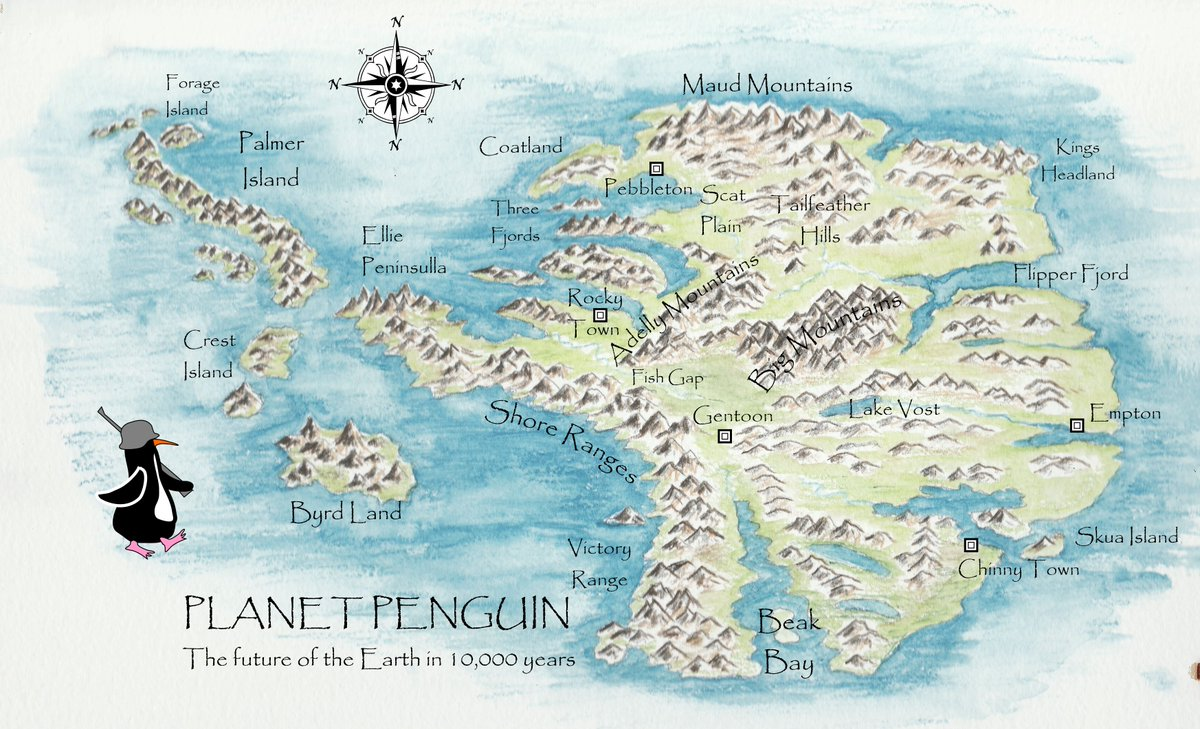 N
N
N
N
N
N
N
N
Forage
Island
Palmer
Island
Maud Mountains
Coatland
Kings
Headland
Pebbleton
Scat
Plain
Tailfeather
Hills
Three
Fjords
Ellie
Peninsulla
Flipper Fjord
Rocky
Town
Adelly Mountains
Big Mountains
Crest
Island
Fish Gap
Gentoon
Lake Vost
Empton
Shore Ranges
Byrd Land
Victory
Range
Skua Island
Chinny Town
Beak
Bay
PLANET PENGUIN
The future of the Earth in 10,000 years